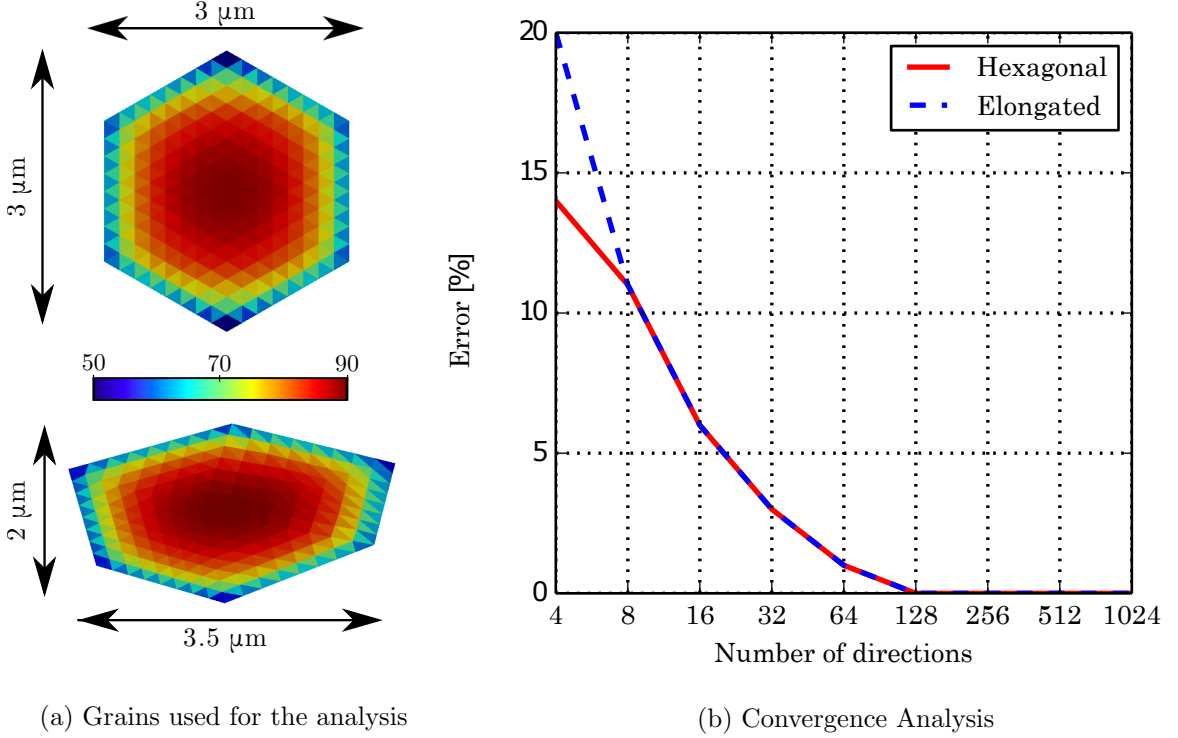 3 µm
3 µm
50 70 90
2 µm
3.5 µm
(a) Grains used for the analysis
20
15
10
5
0
Error [%]
Hexagonal
Elongated
4 8 16 32 64 128 256 512 1024
Number of directions
(b) Convergence Analysis